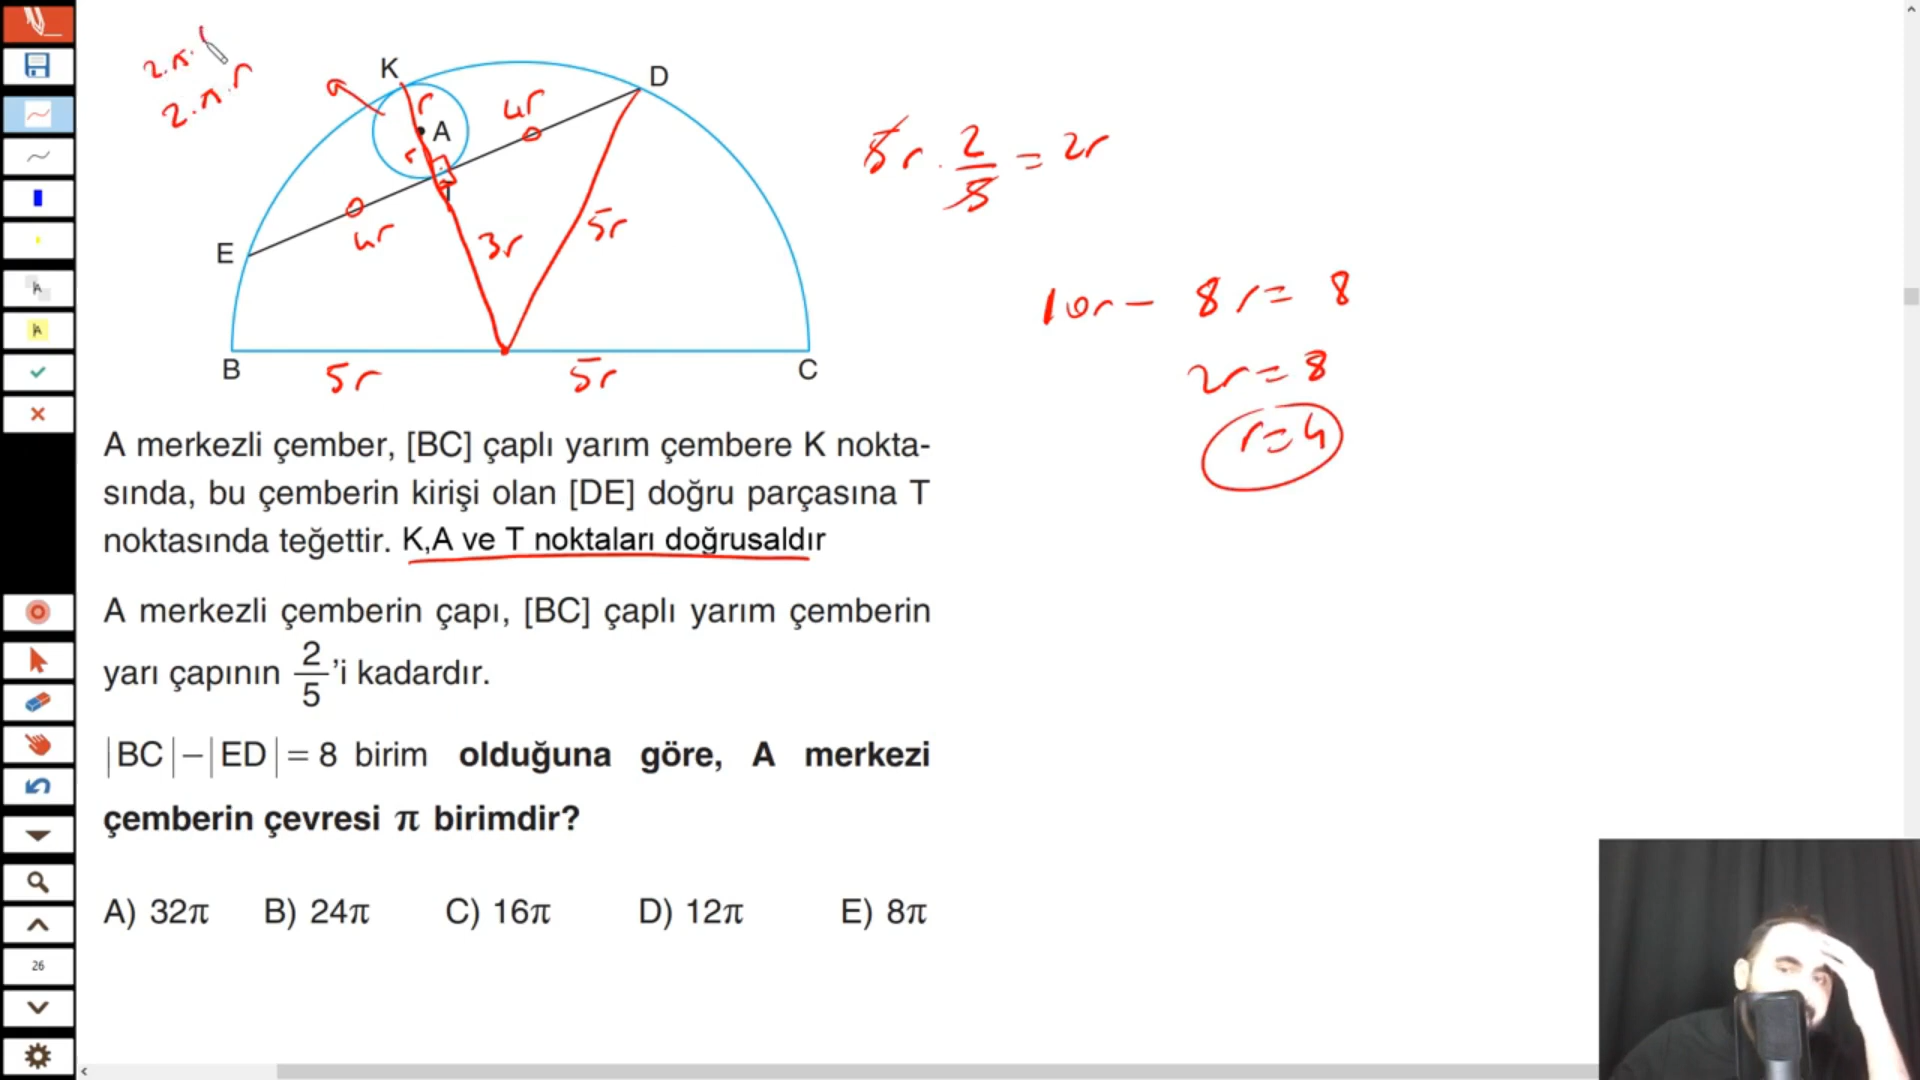 2.π.
2.π.r
K
D
r
4r
A
r
T
4r
3r
5r
E
B
5r
5r
C
5r . 2/5 = 2r
10r - 8r = 8
2r = 8
r = 4
A merkezli çember, [BC] çaplı yarım çembere K nokta-
sında, bu çemberin kirişi olan [DE] doğru parçasına T
noktasında teğettir. K,A ve T noktaları doğrusaldır
A merkezli çemberin çapı, [BC] çaplı yarım çemberin
yarı çapının 2/5 'i kadardır.
|BC|−|ED| = 8 birim olduğuna göre, A merkezi
çemberin çevresi π birimdir?
A) 32π B) 24π C) 16π D) 12π E) 8π
A
A
26